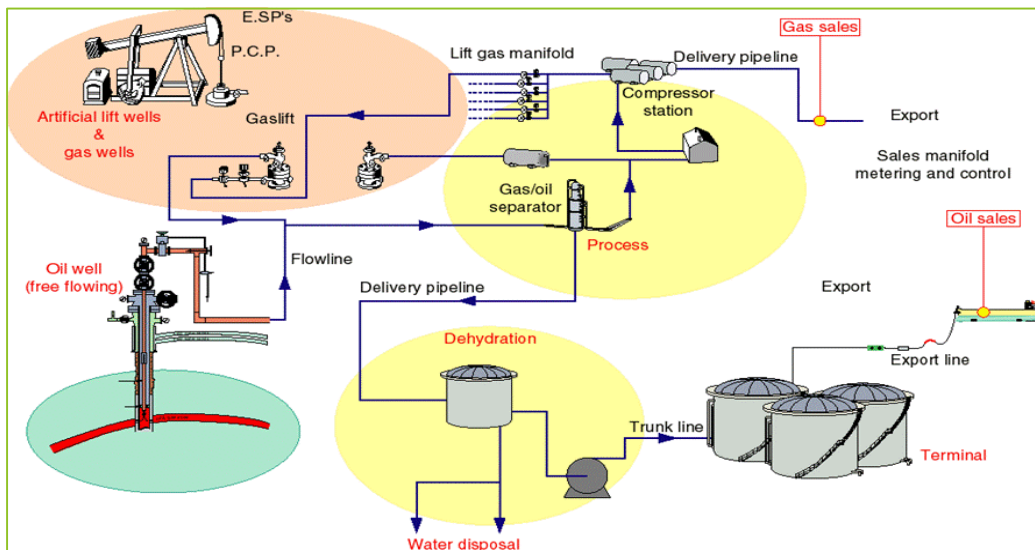 E.SP's
P.C.P.
Artificial lift wells
&
gas wells
Gaslift
Lift gas manifold
Delivery pipeline
Compressor
station
Gas sales
Export
Sales manifold
metering and control
Gas/oil
separator
Process
Oil sales
Oil well
(free flowing)
Flowline
Delivery pipeline
Export
Dehydration
Export line
Trunk line
Terminal
Water disposal